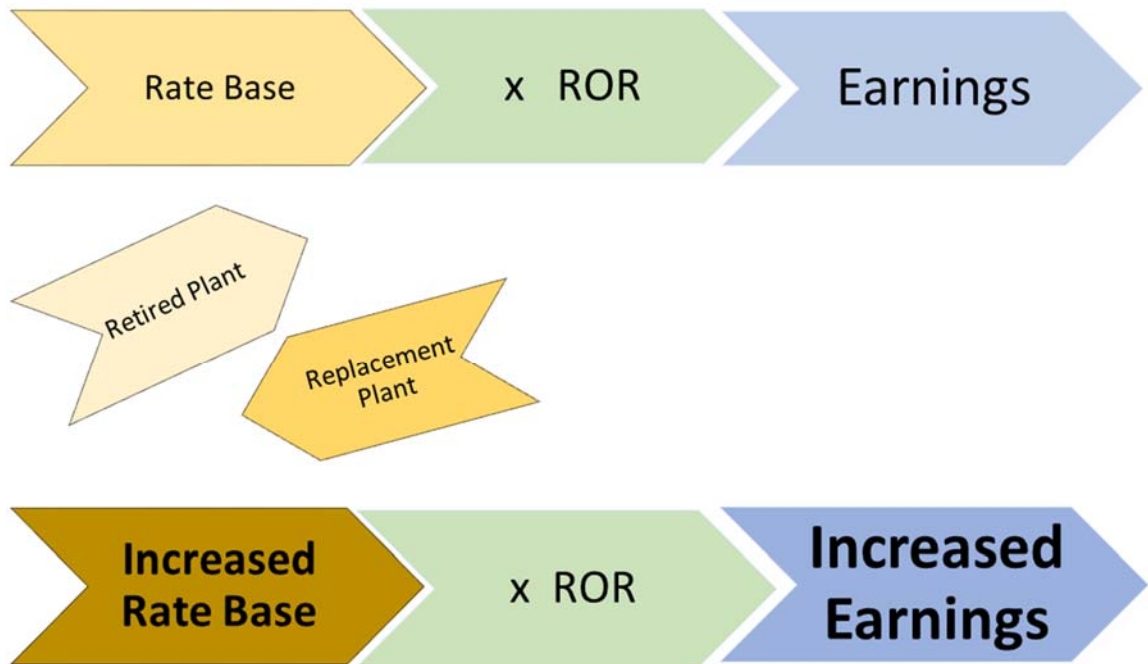 Rate Base
x ROR
Earnings
Retired Plant
Replacement
Plant
Increased
Rate Base
x ROR
Increased
Earnings